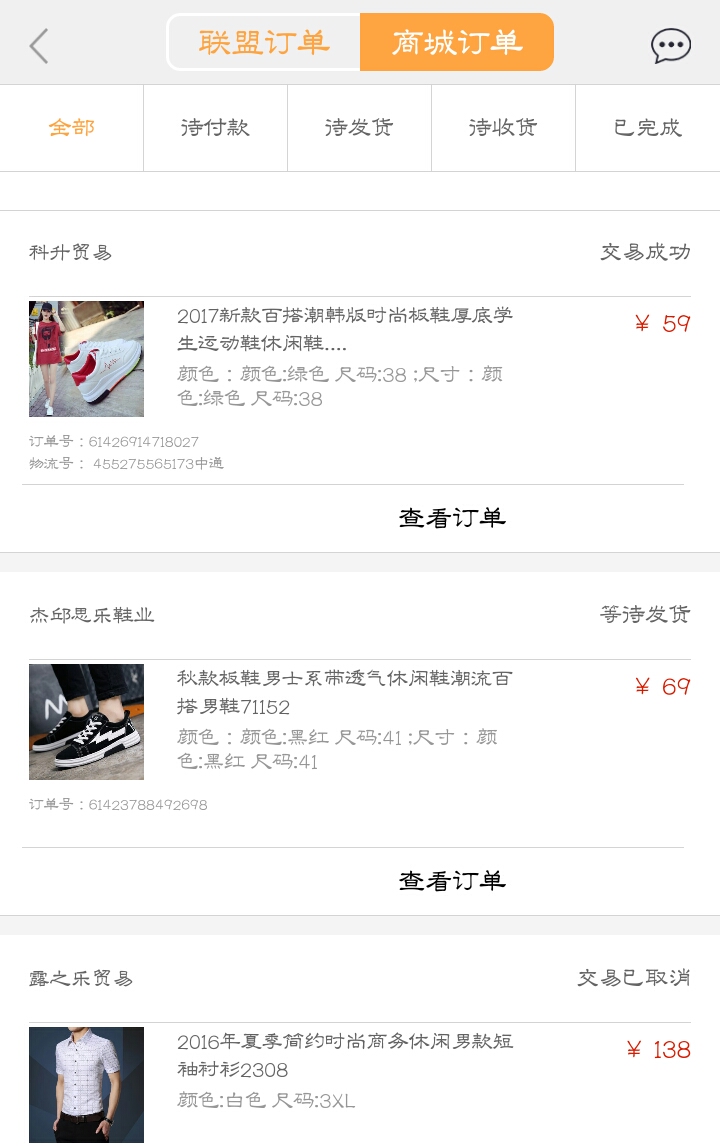 联盟订单 商城订单
全部 待付款 待发货 待收货 已完成
科升贸易 交易成功
2017新款百搭潮韩版时尚板鞋厚底学 ¥ 59
生运动鞋休闲鞋....
颜色：颜色:绿色 尺码:38 ;尺寸：颜
色:绿色 尺码:38
订单号：61426914718027
物流号： 455275565173中通
查看订单
杰邱思乐鞋业 等待发货
秋款板鞋男士系带透气休闲鞋潮流百 ¥ 69
搭男鞋71152
颜色：颜色:黑红 尺码:41 ;尺寸：颜
色:黑红 尺码:41
订单号：61423788492698
查看订单
露之乐贸易 交易已取消
2016年夏季简约时尚商务休闲男款短 ¥ 138
袖衬衫2308
颜色:白色 尺码:3XL